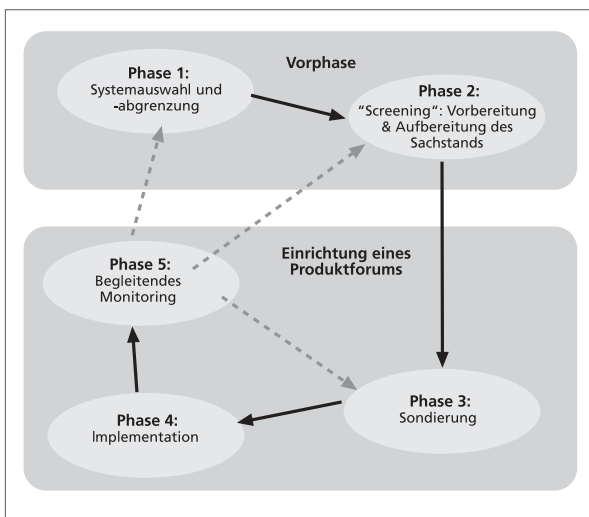 Vorphase
Phase 1:
Systemauswahl und
-abgrenzung
Phase 2:
“Screening“: Vorbereitung
& Aufbereitung des
Sachstands
Einrichtung eines
Produktforums
Phase 5:
Begleitendes
Monitoring
Phase 3:
Sondierung
Phase 4:
Implementation